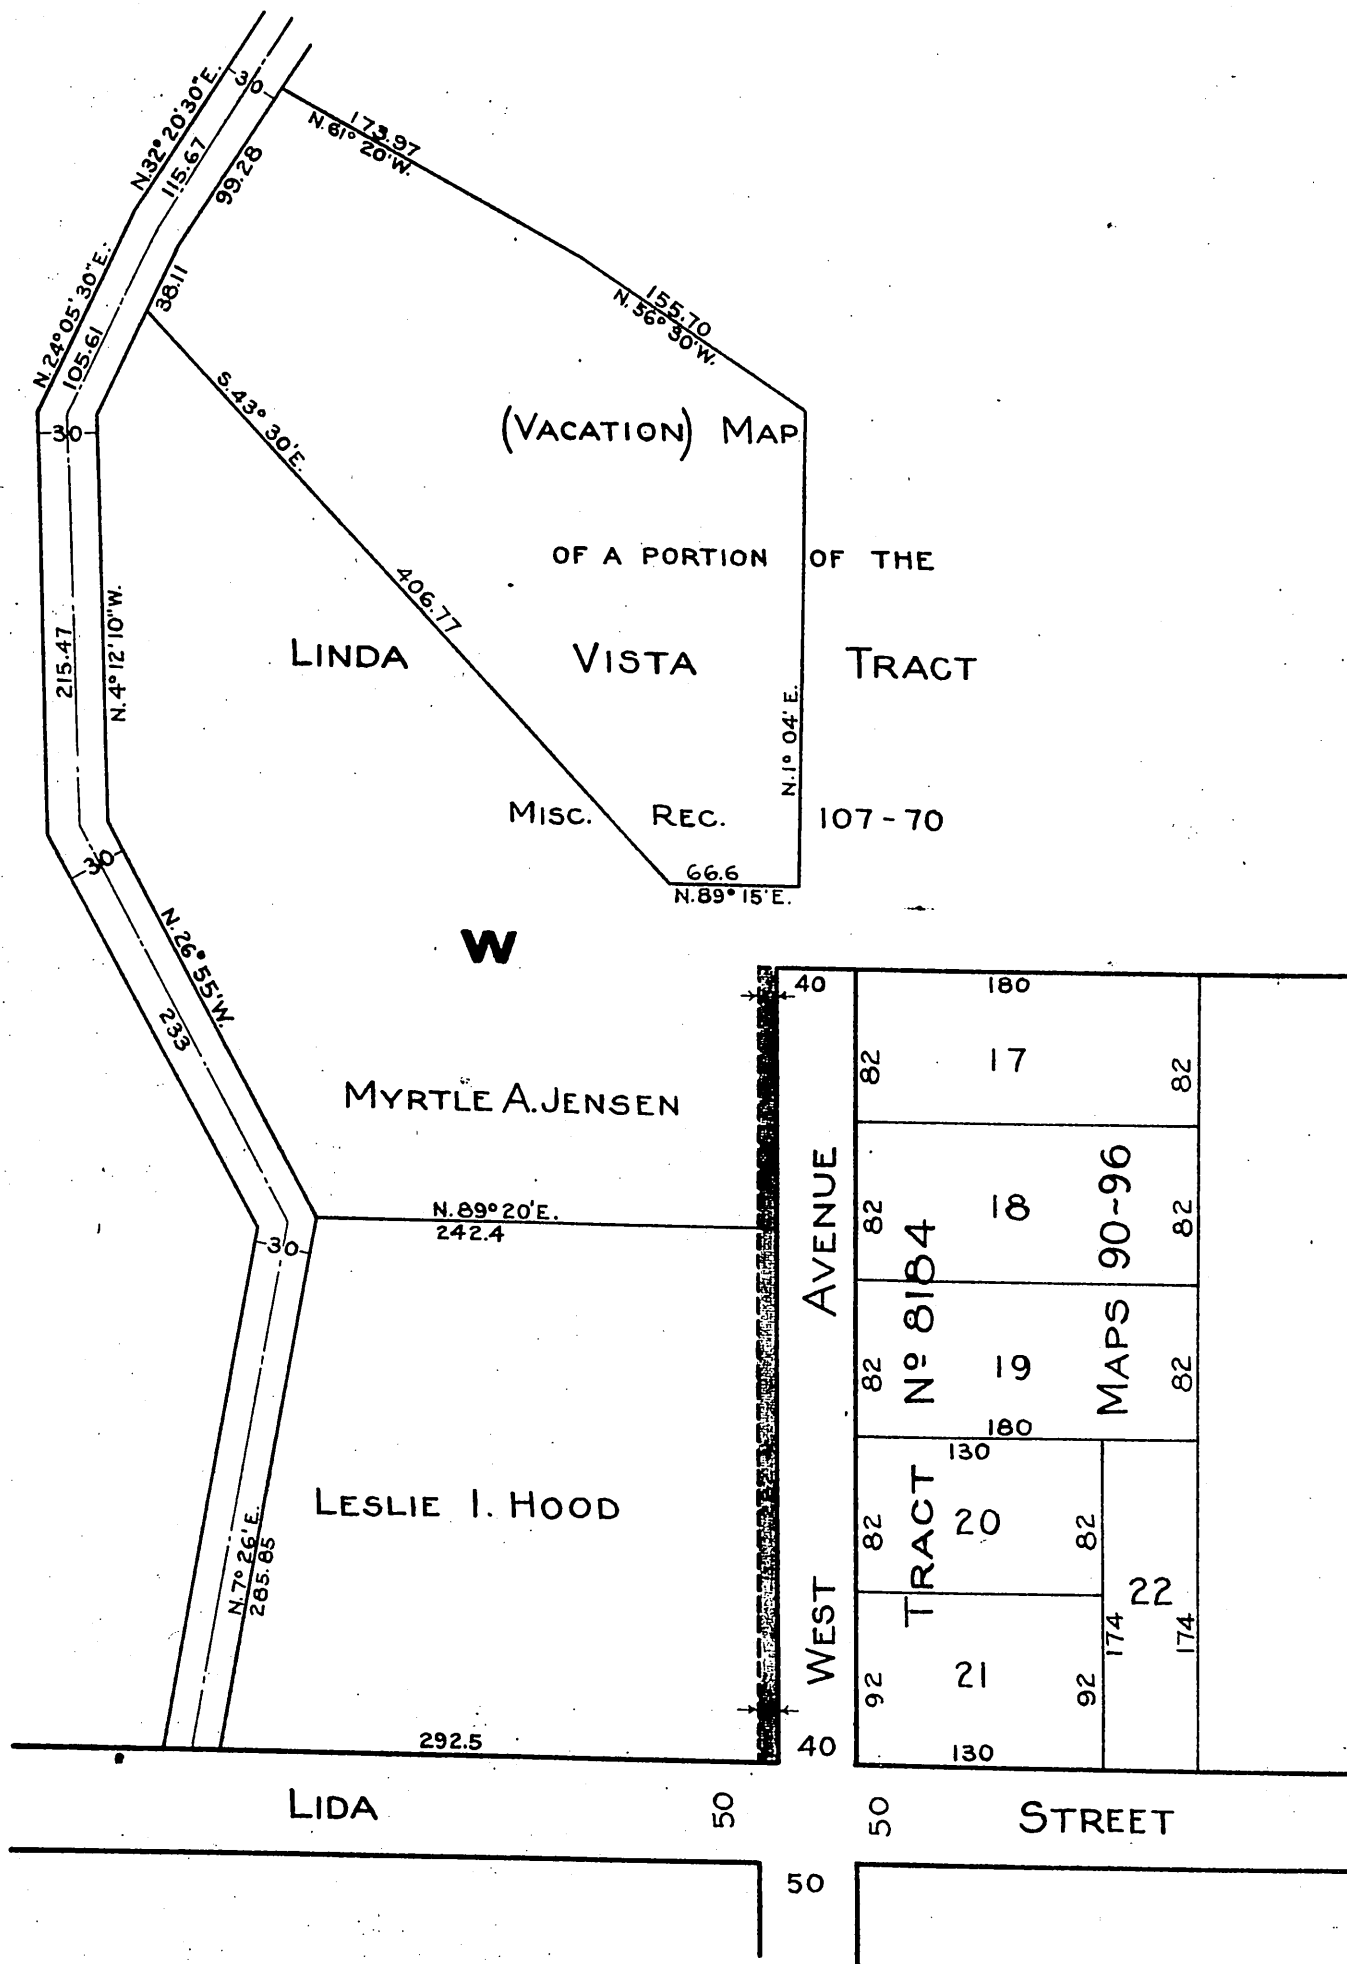 30
N.32° 20'30"E.
115.67
99.28
173.97
N.61° 20'W.
38.11
N.24°05'30"E.
105.61
155.70
N.56° 30'W.
30
S.43° 30'E.
406.77
(VACATION) MAP
OF A PORTION OF THE
LINDA VISTA TRACT
MISC. REC. 107-70
215.47
N.4°12'10"W.
N.1° 04'E.
66.6
N.89°15'E.
30
N.26°55'W.
233
W
MYRTLE A. JENSEN
N.89°20'E.
242.4
30
LESLIE I. HOOD
N.7°26'E.
285.85
292.5
40
WEST AVENUE
40
180
82
17
82
82
18
82
82
19
82
180
130
82
20
82
22
92
21
92
174
174
130
TRACT Nº 8184
MAPS 90~96
LIDA STREET
50
50
50